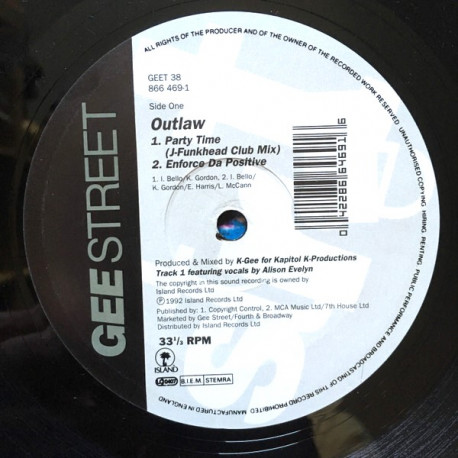 ALL RIGHTS OF THE PRODUCER AND OF THE OWNER OF THE RECORDED WORK RESERVED UNAUTHORISED COPYING HIRING RENTING PUBLIC PERFORMANCE AND BROADCASTING OF THIS RECORD PROHIBITED MANUFACTURED IN ENGLAND
GEE STREET
GEET 38
866 469-1
Side One
Outlaw
1. Party Time
(J-Funkhead Club Mix)
2. Enforce Da Positive
1. I. Bello/K. Gordon, 2. I. Bello/
K. Gordon/E. Harris/L. McCann
Produced & Mixed by K-Gee for Kapitol K-Productions
Track 1 featuring vocals by Alison Evelyn
The copyright in this sound recording is owned by
Island Records Ltd
Ⓟ 1992 Island Records Ltd
Published by: 1. Copyright Control, 2. MCA Music Ltd/7th House Ltd
Marketed by Gee Street/Fourth & Broadway
Distributed by Island Records Ltd
33⅓ RPM
ISLAND
B.I.E.M STEMRA